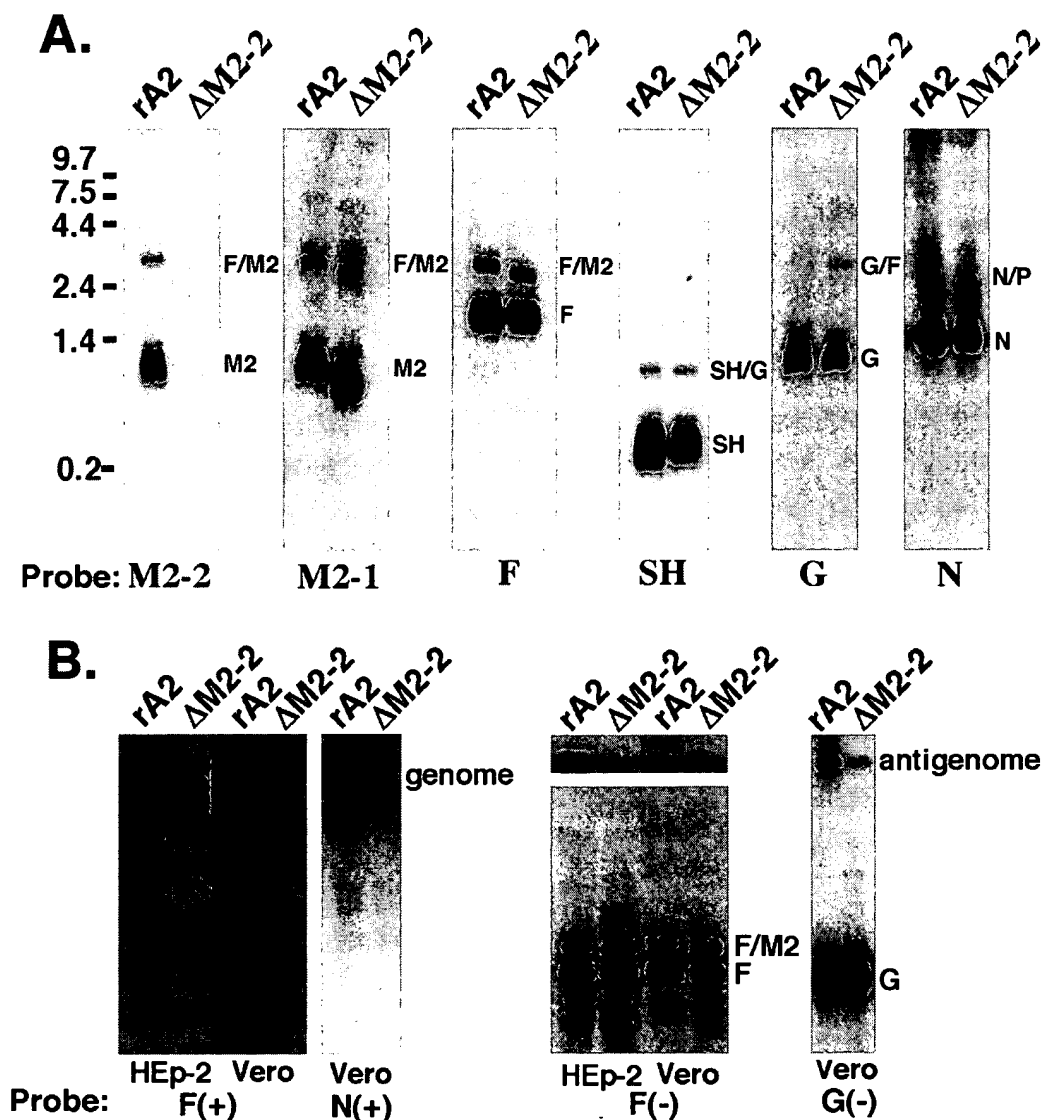 A.
rA2 ΔM2-2 rA2 ΔM2-2 rA2 ΔM2-2 rA2 ΔM2-2 rA2 ΔM2-2 rA2 ΔM2-2
9.7
7.5
4.4
2.4
1.4
0.2
F/M2
M2
F/M2
M2
F/M2
F
SH/G
SH
G/F
G
N/P
N
Probe: M2-2 M2-1 F SH G N
B.
rA2 ΔM2-2 rA2 ΔM2-2 rA2 ΔM2-2 rA2 ΔM2-2 rA2 ΔM2-2 rA2 ΔM2-2
genome
antigenome
F/M2
F
G
HEp-2 Vero Vero HEp-2 Vero Vero
Probe: F(+) N(+) F(-) G(-)